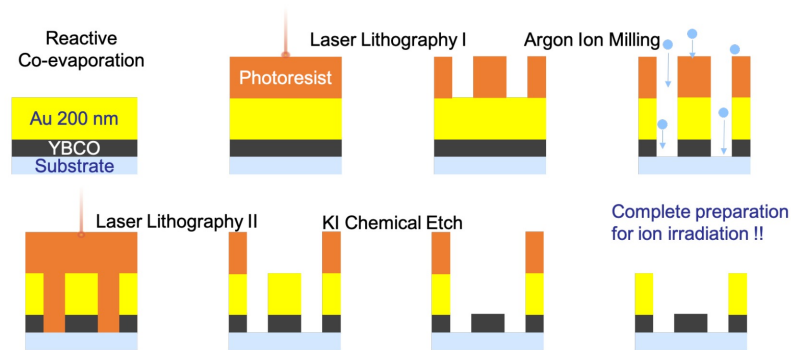 Reactive
Co-evaporation
Laser Lithography I
Argon Ion Milling
Photoresist
Au 200 nm
YBCO
Substrate
Laser Lithography II
KI Chemical Etch
Complete preparation
for ion irradiation !!